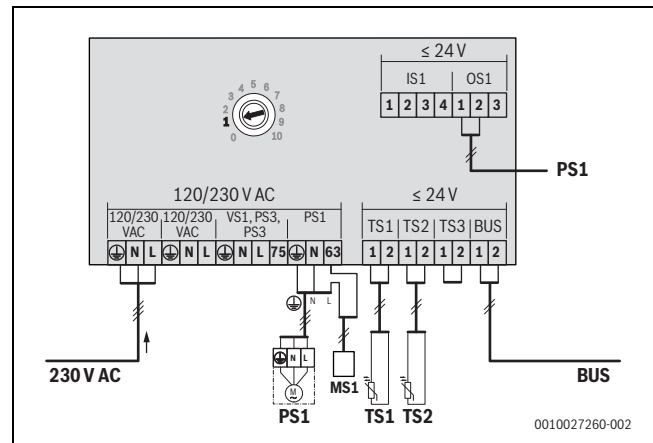 ≤ 24 V
IS1 OS1
1 2 3 4 1 2 3
0 1 2 3 4 5 6 7 8 9 10
PS1
120/230 V AC
≤ 24 V
120/230 VAC
120/230 VAC
VS1, PS3, PS3
PS1
TS1 TS2 TS3 BUS
N L N L N L 75 N 63
1 2 1 2 1 2 1 2
N L
N L
M
~
MS1
230 V AC
PS1
TS1 TS2
BUS
0010027260-002